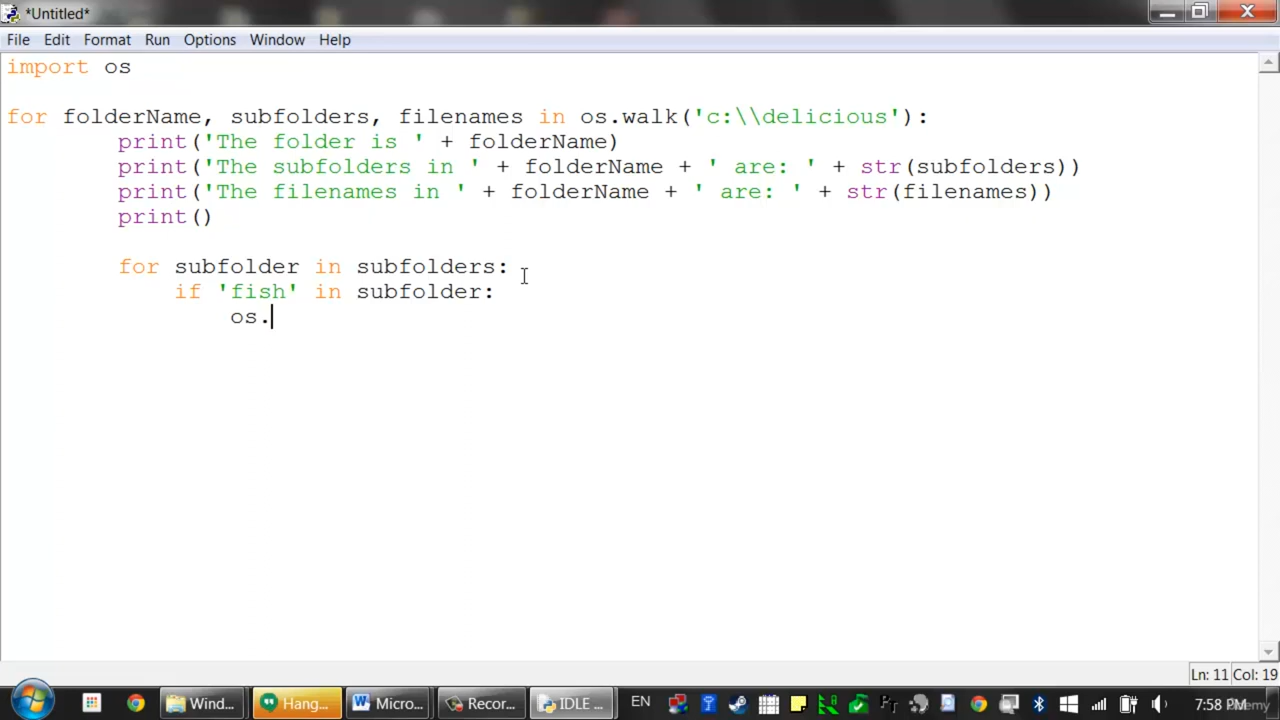 *Untitled*
File Edit Format Run Options Window Help
import os
for folderName, subfolders, filenames in os.walk('c:\\delicious'):
print('The folder is ' + folderName)
print('The subfolders in ' + folderName + ' are: ' + str(subfolders))
print('The filenames in ' + folderName + ' are: ' + str(filenames))
print()
for subfolder in subfolders:
if 'fish' in subfolder:
os.
Ln: 11 Col: 19
Wind... Hang... Micro... Recor... IDLE ... EN 7:58 PM
Udemy